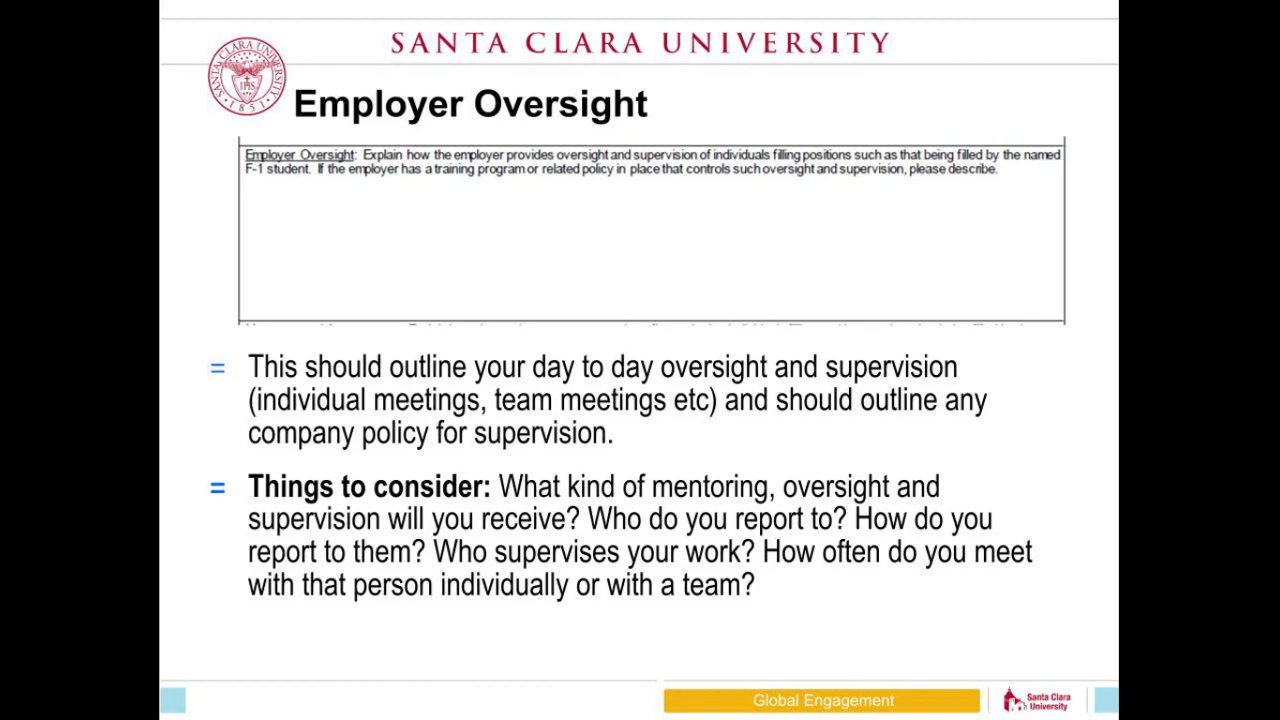 SANTA CLARA UNIVERSITY
SANTA CLARA UNIVERSITY
IHS
1851
Employer Oversight
Employer Oversight: Explain how the employer provides oversight and supervision of individuals filling positions such as that being filled by the named
F-1 student. If the employer has a training program or related policy in place that controls such oversight and supervision, please describe.
= This should outline your day to day oversight and supervision
(individual meetings, team meetings etc) and should outline any
company policy for supervision.
= Things to consider: What kind of mentoring, oversight and
supervision will you receive? Who do you report to? How do you
report to them? Who supervises your work? How often do you meet
with that person individually or with a team?
Global Engagement
Santa Clara
University